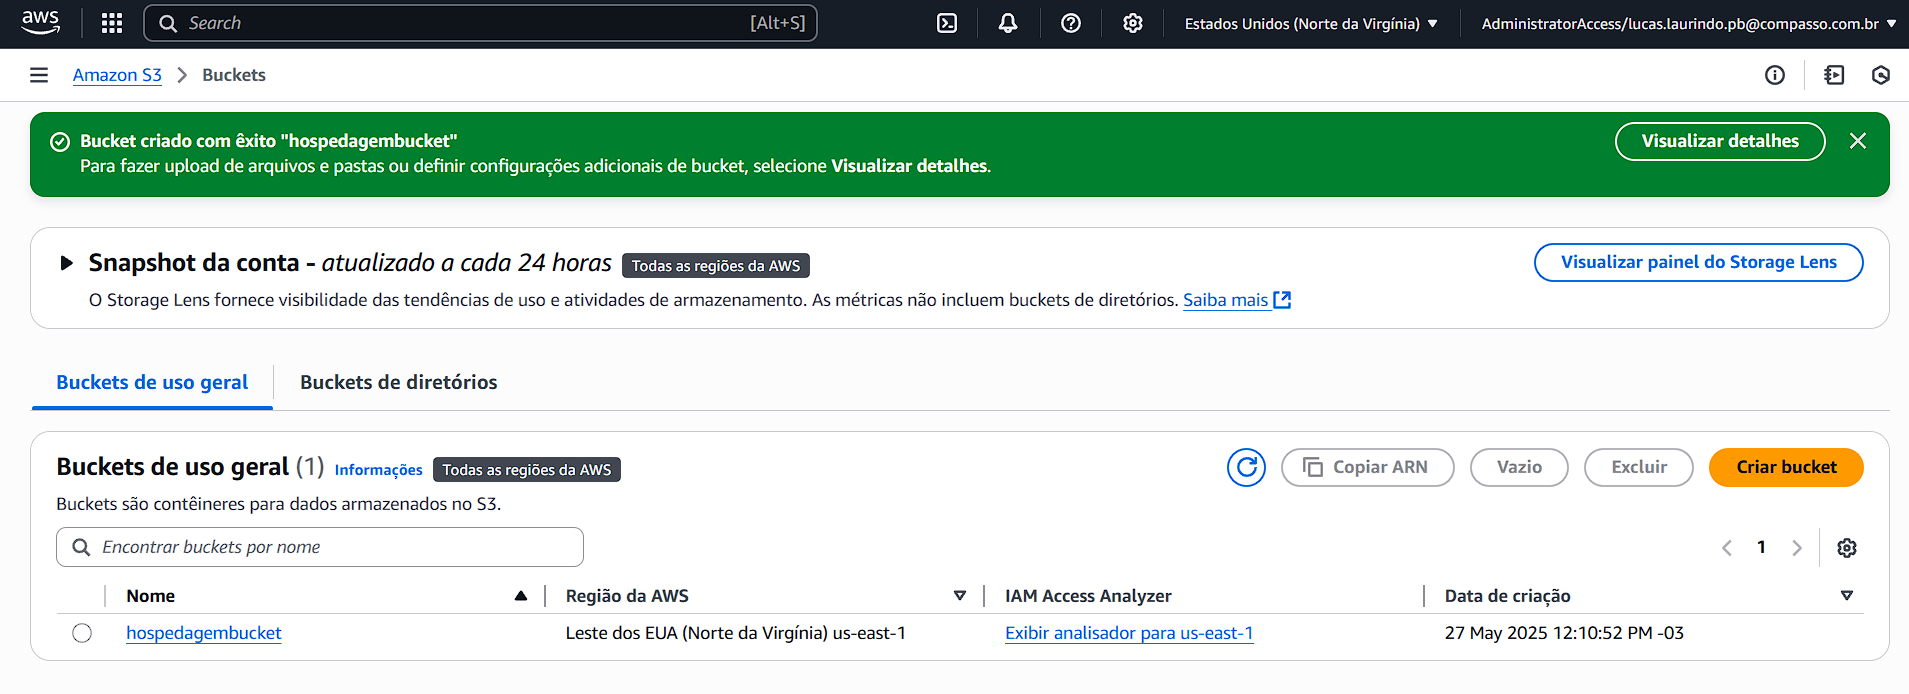 aws
Search [Alt+S]
Estados Unidos (Norte da Virgínia)
AdministratorAccess/lucas.laurindo.pb@compasso.com.br
Amazon S3 > Buckets
Bucket criado com êxito "hospedagembucket"
Para fazer upload de arquivos e pastas ou definir configurações adicionais de bucket, selecione Visualizar detalhes.
Visualizar detalhes
Snapshot da conta - atualizado a cada 24 horas Todas as regiões da AWS
O Storage Lens fornece visibilidade das tendências de uso e atividades de armazenamento. As métricas não incluem buckets de diretórios. Saiba mais
Visualizar painel do Storage Lens
Buckets de uso geral Buckets de diretórios
Buckets de uso geral (1) Informações Todas as regiões da AWS
Copiar ARN Vazio Excluir Criar bucket
Buckets são contêineres para dados armazenados no S3.
Encontrar buckets por nome
1
Nome Região da AWS IAM Access Analyzer Data de criação
hospedagembucket Leste dos EUA (Norte da Virgínia) us-east-1 Exibir analisador para us-east-1 27 May 2025 12:10:52 PM -03